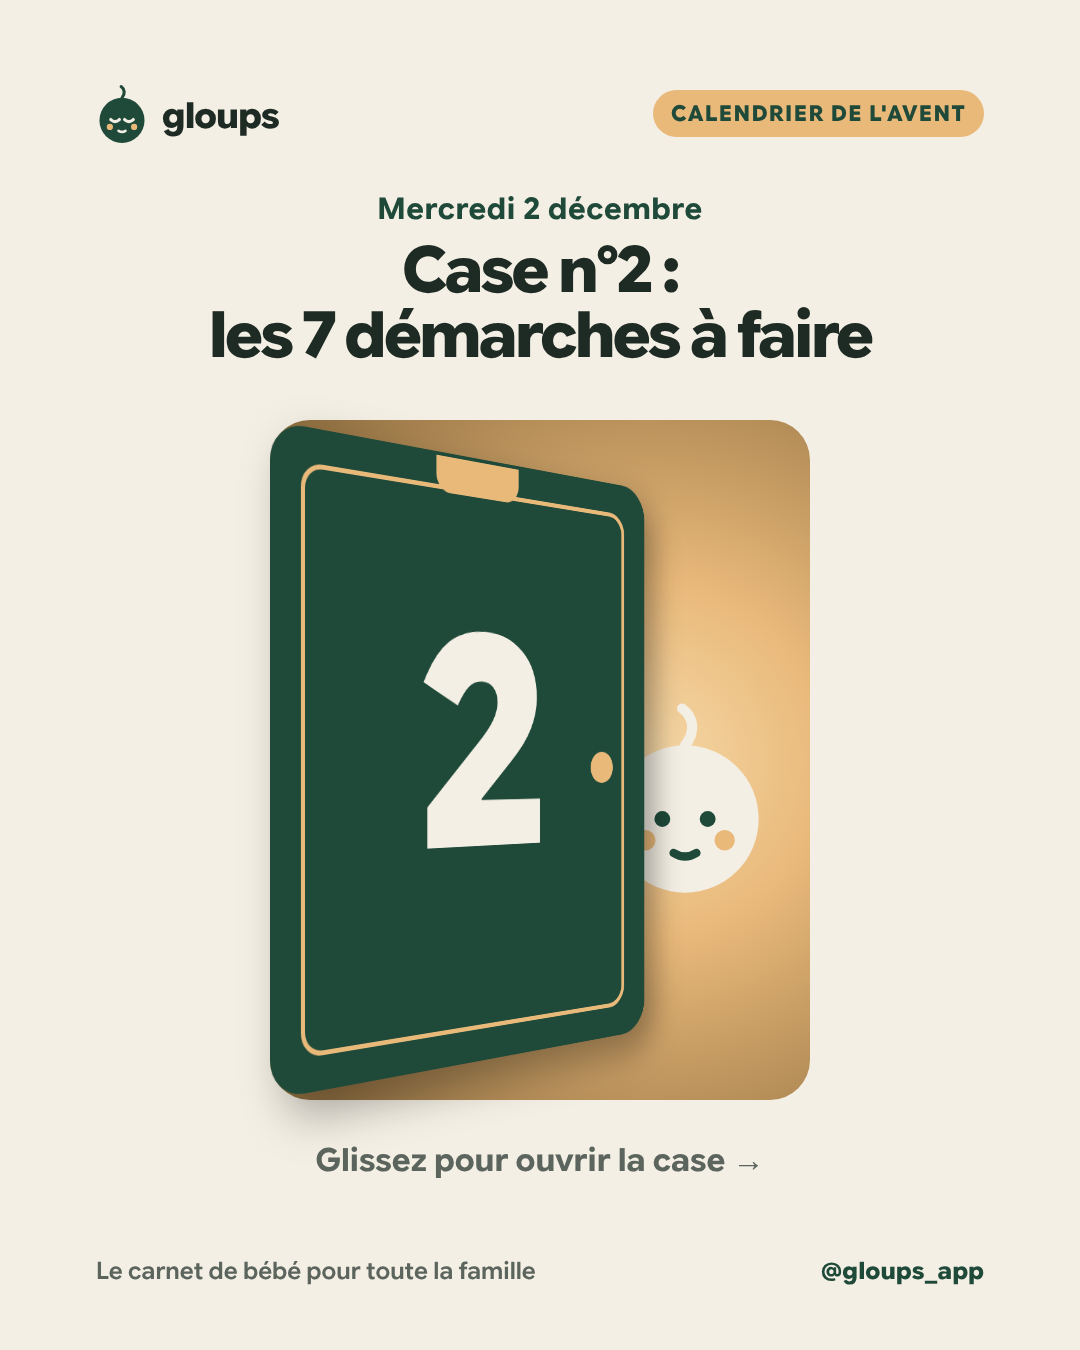 gloups
CALENDRIER DE L'AVENT
Mercredi 2 décembre
Case n°2 :
les 7 démarches à faire
2
Glissez pour ouvrir la case →
Le carnet de bébé pour toute la famille
@gloups_app